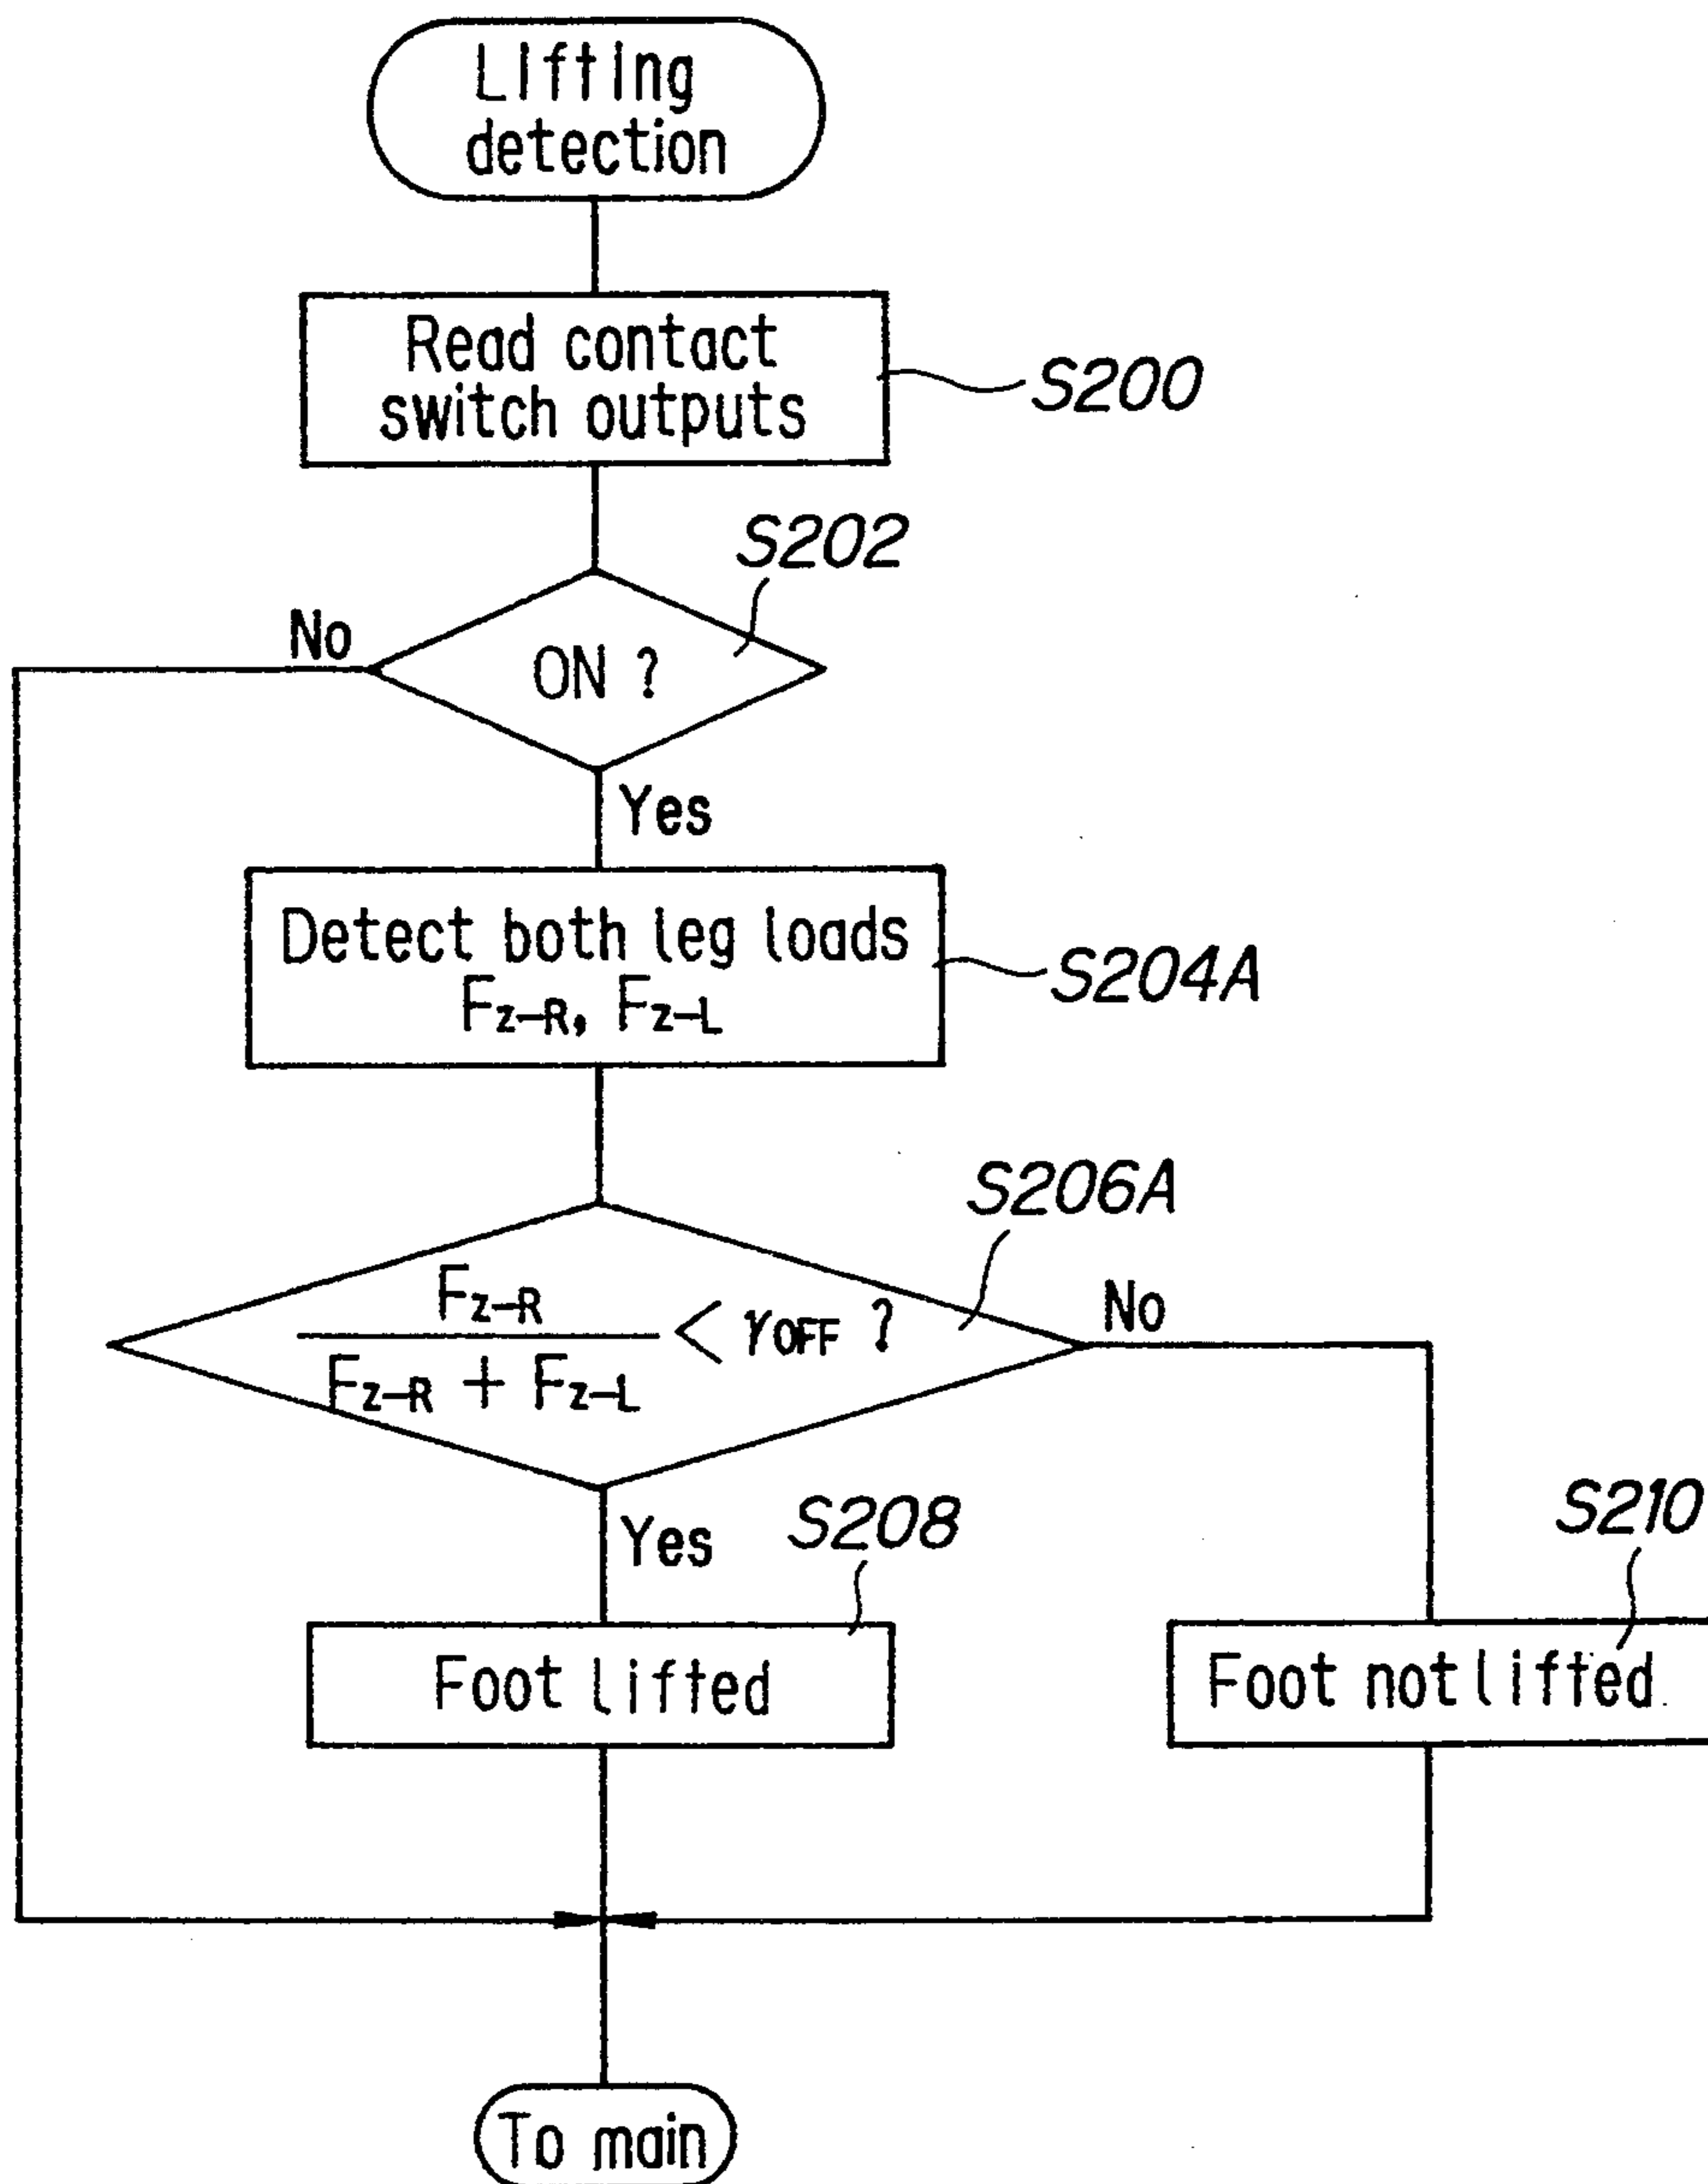 Lifting
detection
Read contact
switch outputs
S200
S202
No
ON ?
Yes
Detect both leg loads
Fz-R, Fz-L
S204A
S206A
Fz-R
Fz-R + Fz-L
< γOFF ?
No
Yes
S208
S210
Foot lifted
Foot not lifted
To main